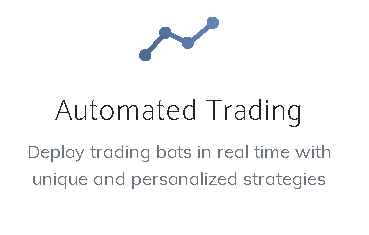 Automated Trading
Deploy trading bots in real time with
unique and personalized strategies